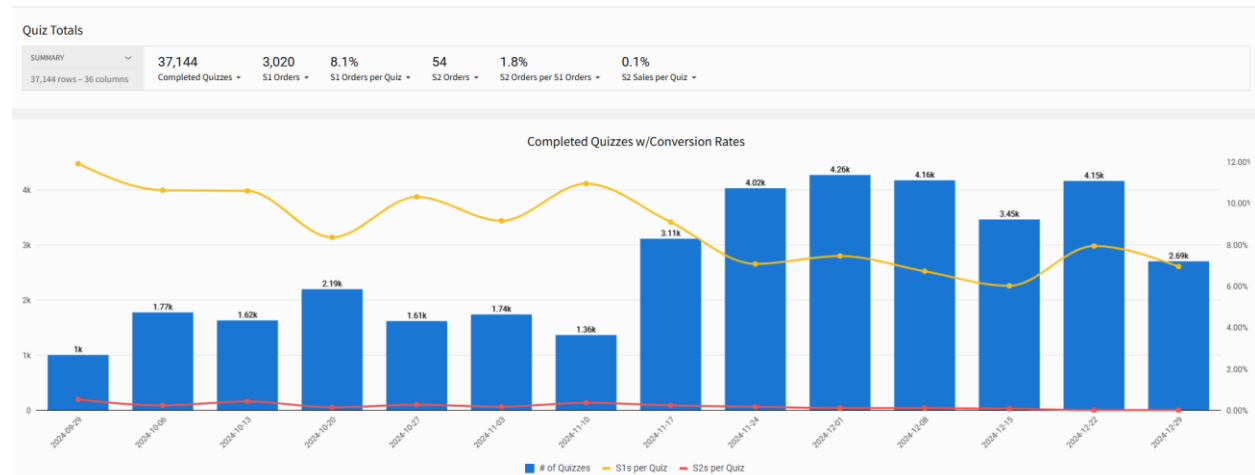 Quiz Totals
SUMMARY
37,144 rows – 36 columns
37,144
Completed Quizzes
3,020
S1 Orders
8.1%
S1 Orders per Quiz
54
S2 Orders
1.8%
S2 Orders per S1 Orders
0.1%
S2 Sales per Quiz
Completed Quizzes w/Conversion Rates
4k
3k
2k
1k
0
12.00%
10.00%
8.00%
6.00%
4.00%
2.00%
0.00%
1k
1.77k
1.62k
2.19k
1.61k
1.74k
1.36k
3.11k
4.02k
4.26k
4.16k
3.45k
4.15k
2.69k
2024-09-29
2024-10-06
2024-10-13
2024-10-20
2024-10-27
2024-11-03
2024-11-10
2024-11-17
2024-11-24
2024-12-01
2024-12-08
2024-12-15
2024-12-22
2024-12-29
# of Quizzes
S1s per Quiz
S2s per Quiz